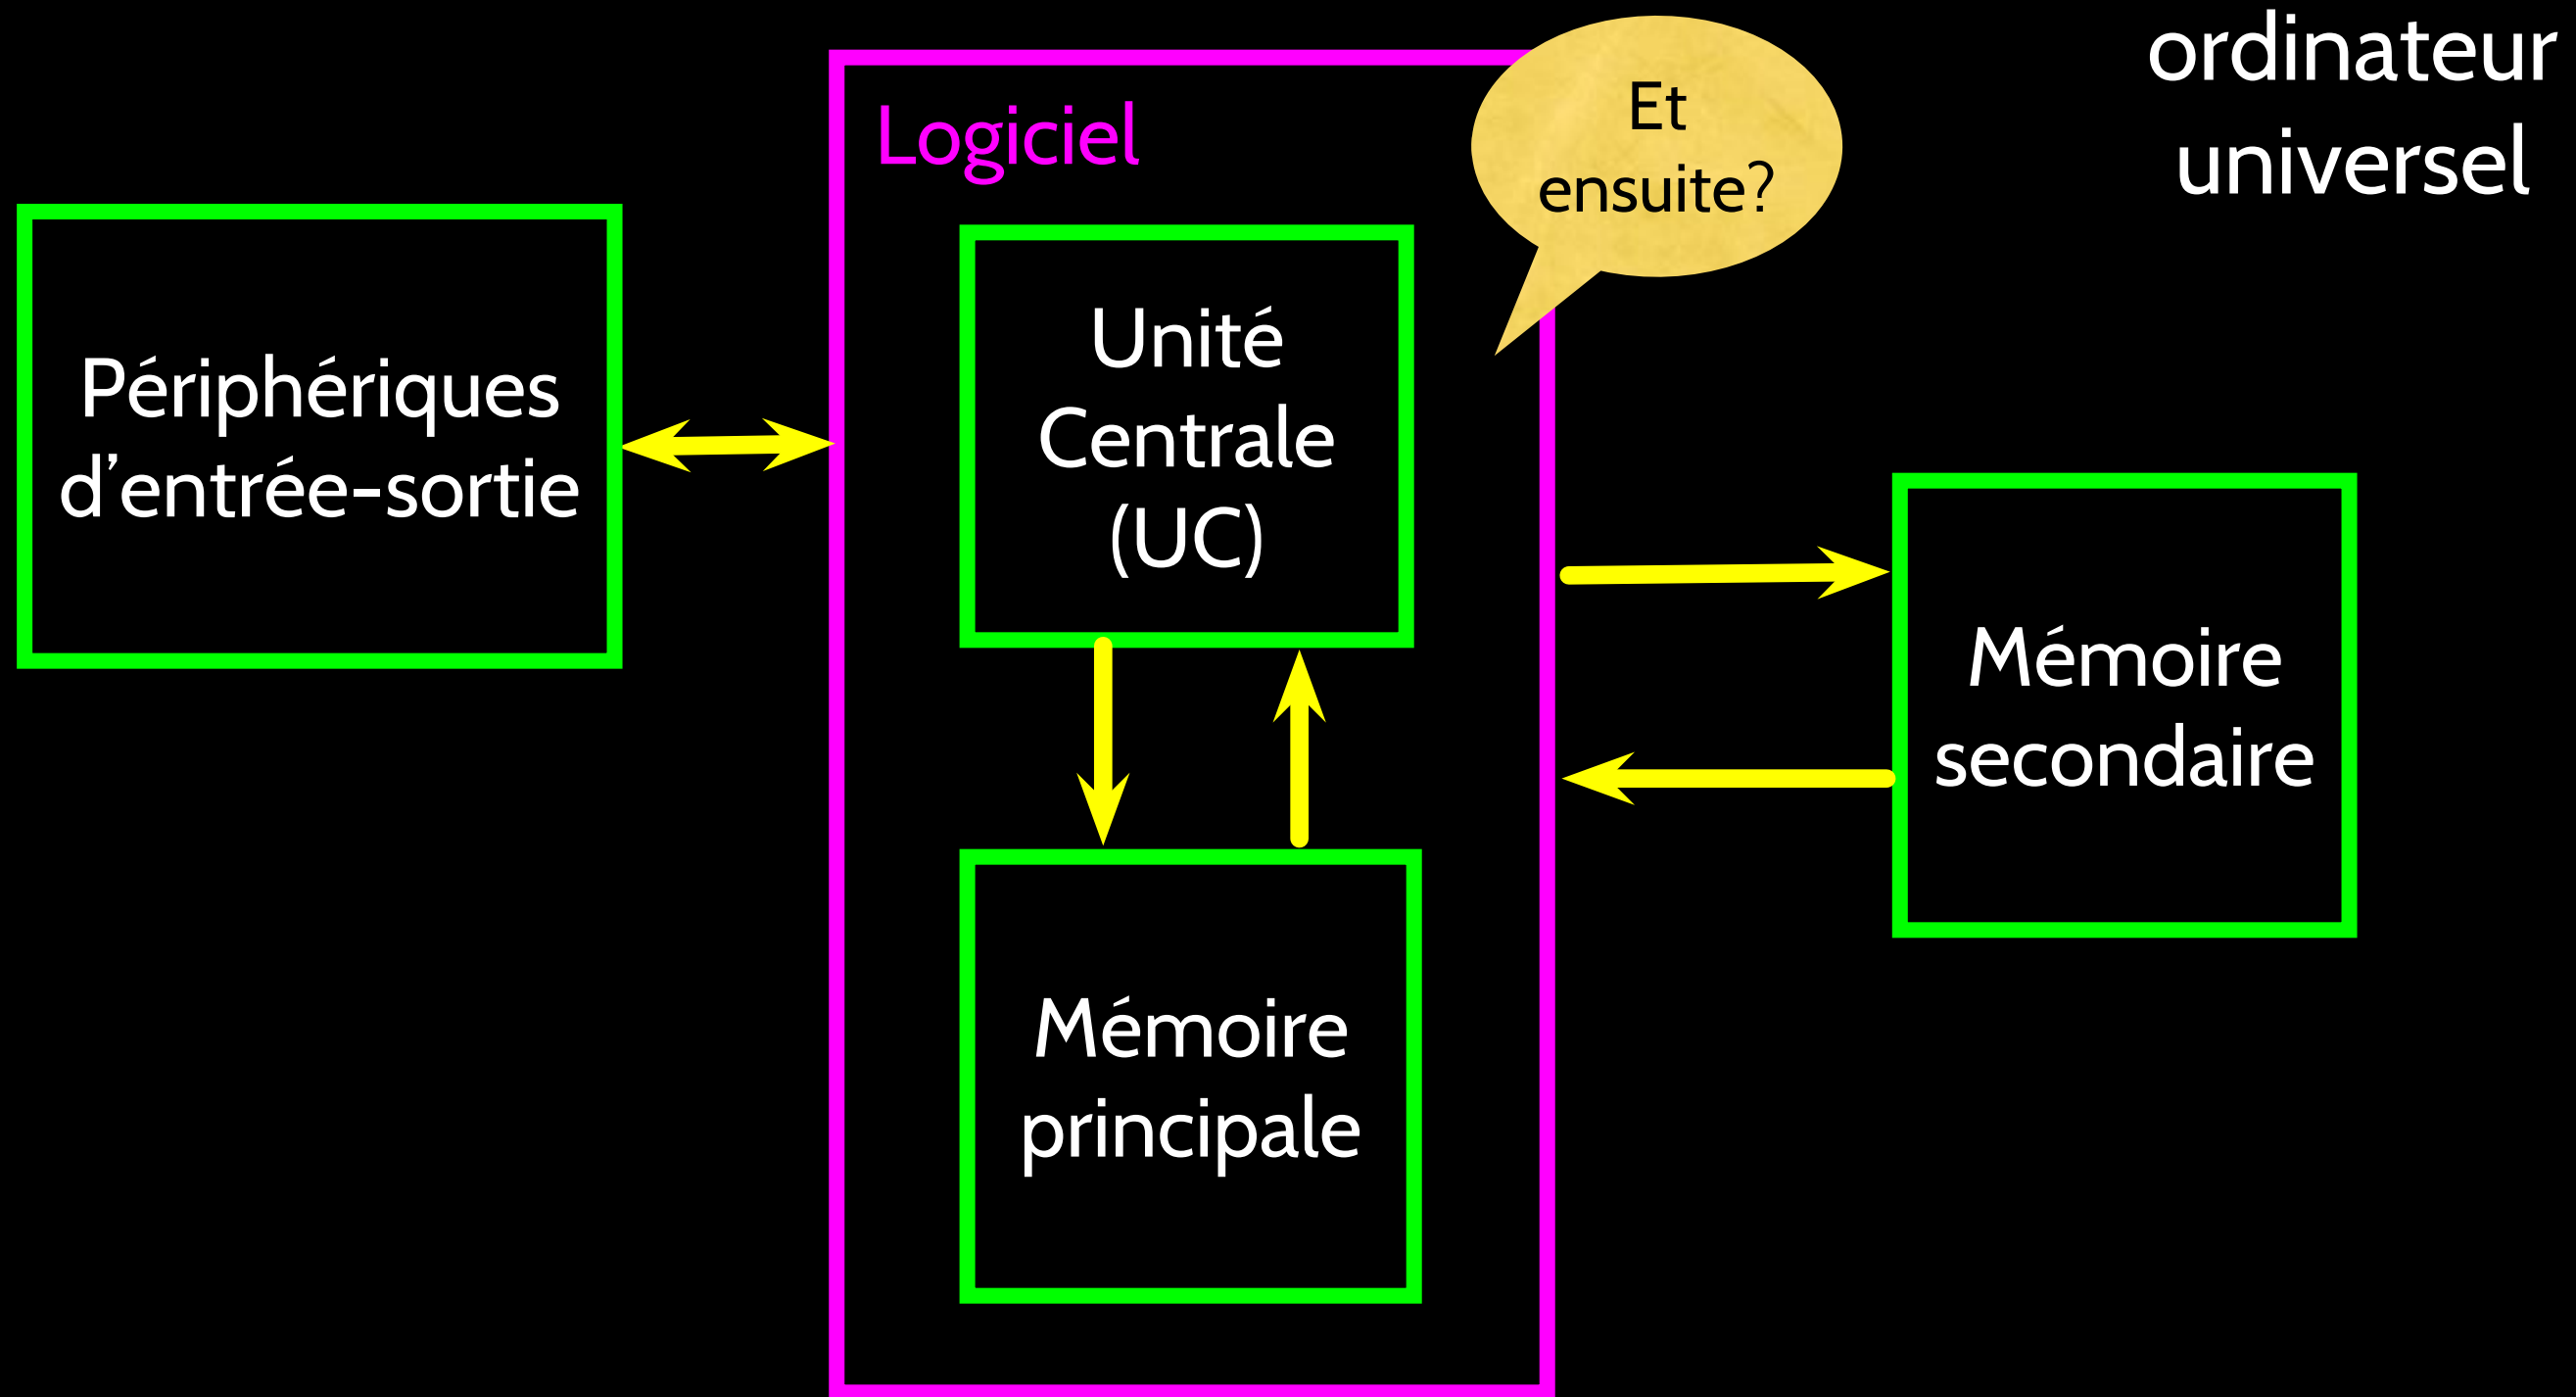 ordinateur
universel
Logiciel
Et
ensuite?
Périphériques
d’entrée-sortie
Unité
Centrale
(UC)
Mémoire
secondaire
Mémoire
principale